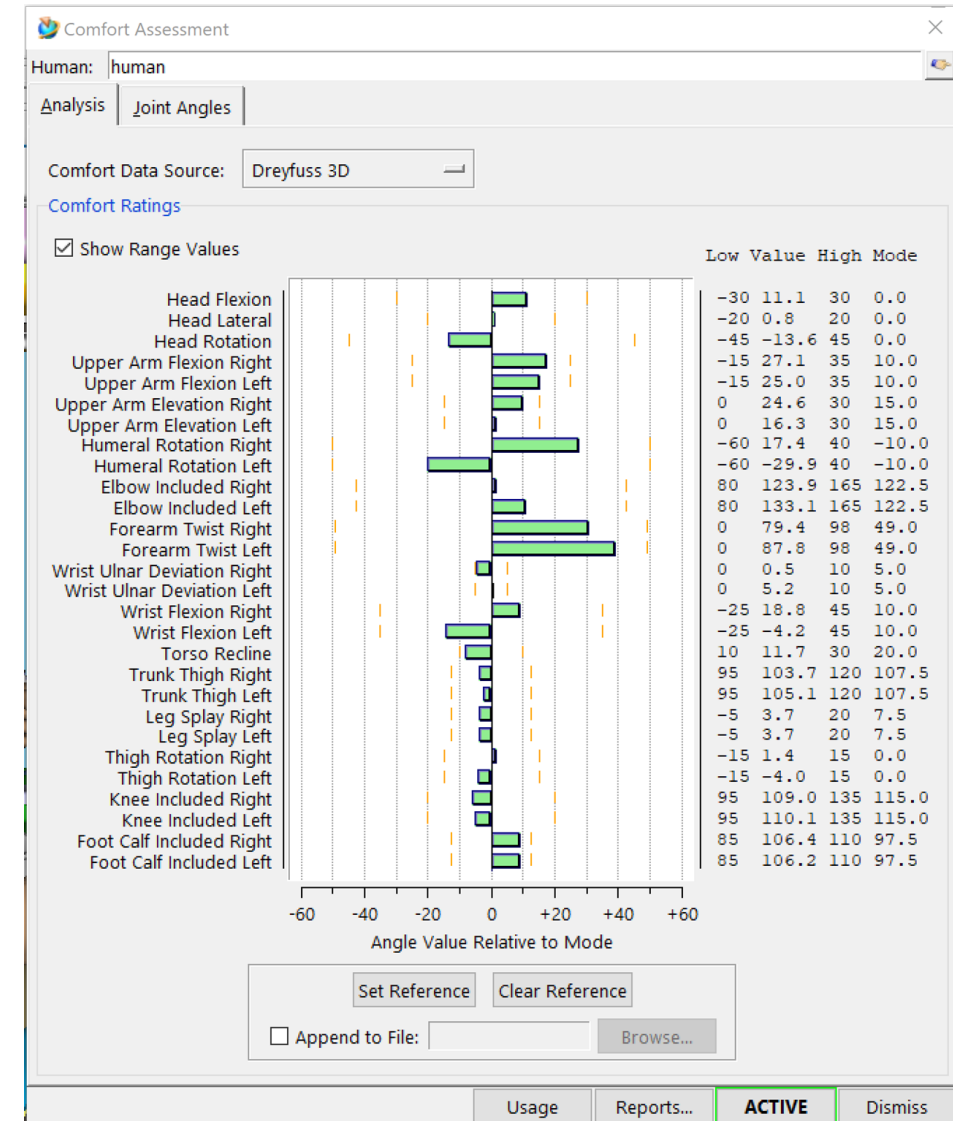 Comfort Assessment
Human: human
Analysis Joint Angles
Comfort Data Source: Dreyfuss 3D
Comfort Ratings
Show Range Values
Low Value High Mode
Head Flexion -30 11.1 30 0.0
Head Lateral -20 0.8 20 0.0
Head Rotation -45 -13.6 45 0.0
Upper Arm Flexion Right -15 27.1 35 10.0
Upper Arm Flexion Left -15 25.0 35 10.0
Upper Arm Elevation Right 0 24.6 30 15.0
Upper Arm Elevation Left 0 16.3 30 15.0
Humeral Rotation Right -60 17.4 40 -10.0
Humeral Rotation Left -60 -29.9 40 -10.0
Elbow Included Right 80 123.9 165 122.5
Elbow Included Left 80 133.1 165 122.5
Forearm Twist Right 0 79.4 98 49.0
Forearm Twist Left 0 87.8 98 49.0
Wrist Ulnar Deviation Right 0 0.5 10 5.0
Wrist Ulnar Deviation Left 0 5.2 10 5.0
Wrist Flexion Right -25 18.8 45 10.0
Wrist Flexion Left -25 -4.2 45 10.0
Torso Recline 10 11.7 30 20.0
Trunk Thigh Right 95 103.7 120 107.5
Trunk Thigh Left 95 105.1 120 107.5
Leg Splay Right -5 3.7 20 7.5
Leg Splay Left -5 3.7 20 7.5
Thigh Rotation Right -15 1.4 15 0.0
Thigh Rotation Left -15 -4.0 15 0.0
Knee Included Right 95 109.0 135 115.0
Knee Included Left 95 110.1 135 115.0
Foot Calf Included Right 85 106.4 110 97.5
Foot Calf Included Left 85 106.2 110 97.5
-60 -40 -20 0 +20 +40 +60
Angle Value Relative to Mode
Set Reference Clear Reference
Append to File: Browse...
Usage Reports... ACTIVE Dismiss